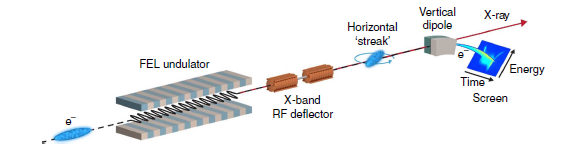 e⁻
FEL undulator
X-band
RF deflector
Horizontal
'streak'
Vertical
dipole
X-ray
e⁻
Time
Energy
Screen